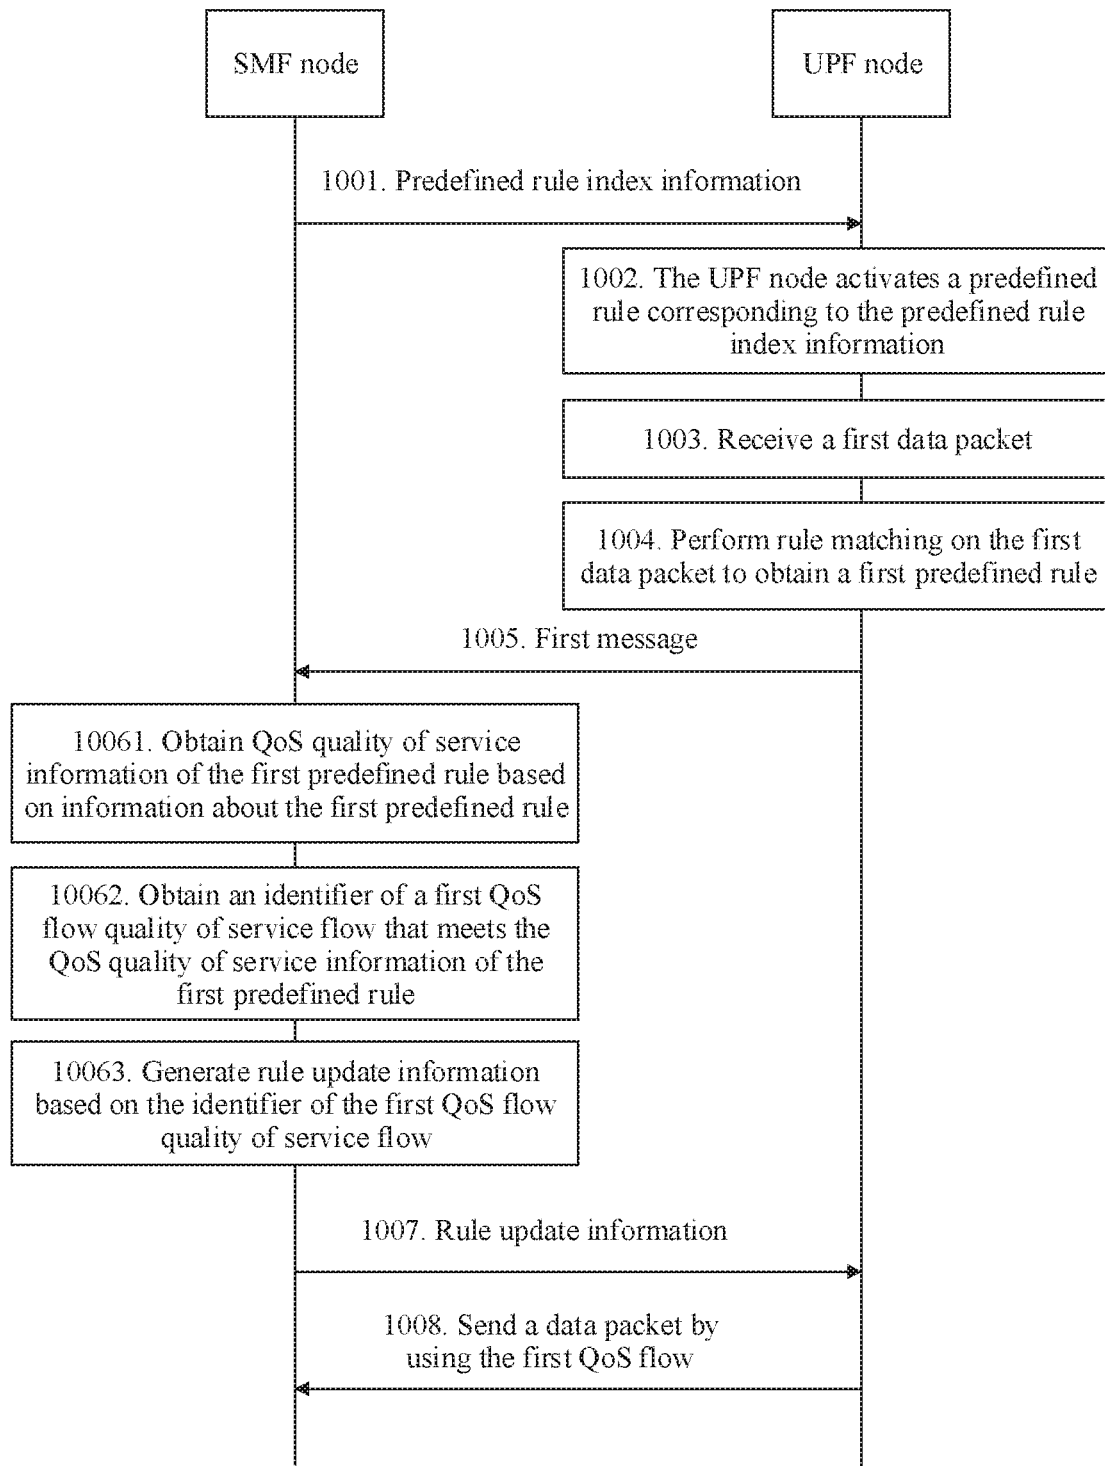 SMF node
UPF node
1001. Predefined rule index information
1002. The UPF node activates a predefined
rule corresponding to the predefined rule
index information
1003. Receive a first data packet
1004. Perform rule matching on the first
data packet to obtain a first predefined rule
1005. First message
10061. Obtain QoS quality of service
information of the first predefined rule based
on information about the first predefined rule
10062. Obtain an identifier of a first QoS
flow quality of service flow that meets the
QoS quality of service information of the
first predefined rule
10063. Generate rule update information
based on the identifier of the first QoS flow
quality of service flow
1007. Rule update information
1008. Send a data packet by
using the first QoS flow